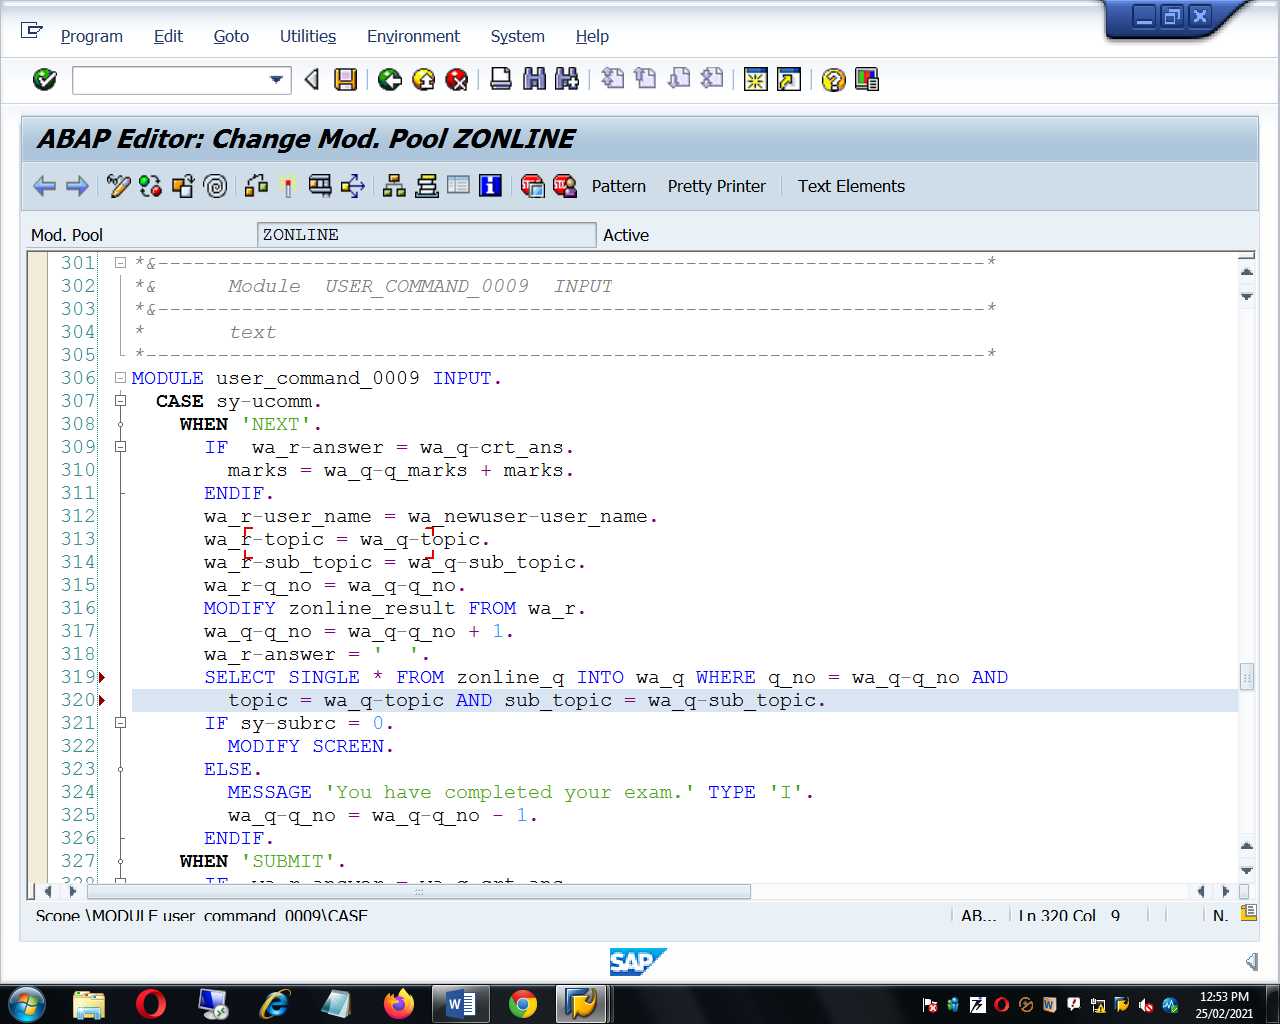 Program Edit Goto Utilities Environment System Help
ABAP Editor: Change Mod. Pool ZONLINE
Pattern Pretty Printer Text Elements
Mod. Pool ZONLINE Active
301 *&---------------------------------------------------------------------*
302 *&      Module  USER_COMMAND_0009  INPUT
303 *&---------------------------------------------------------------------*
304 *       text
305 *----------------------------------------------------------------------*
306 MODULE user_command_0009 INPUT.
307   CASE sy-ucomm.
308     WHEN 'NEXT'.
309       IF  wa_r-answer = wa_q-crt_ans.
310         marks = wa_q-q_marks + marks.
311       ENDIF.
312       wa_r-user_name = wa_newuser-user_name.
313       wa_r-topic = wa_q-topic.
314       wa_r-sub_topic = wa_q-sub_topic.
315       wa_r-q_no = wa_q-q_no.
316       MODIFY zonline_result FROM wa_r.
317       wa_q-q_no = wa_q-q_no + 1.
318       wa_r-answer = '  '.
319       SELECT SINGLE * FROM zonline_q INTO wa_q WHERE q_no = wa_q-q_no AND
320         topic = wa_q-topic AND sub_topic = wa_q-sub_topic.
321       IF sy-subrc = 0.
322         MODIFY SCREEN.
323       ELSE.
324         MESSAGE 'You have completed your exam.' TYPE 'I'.
325         wa_q-q_no = wa_q-q_no - 1.
326       ENDIF.
327     WHEN 'SUBMIT'.
328       IF  wa_r-answer = wa_q-crt_ans
Scope \MODULE user_command_0009\CASE AB... Ln 320 Col 9 N.
SAP
12:53 PM
25/02/2021